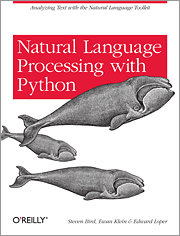 Analyzing Text with the Natural Language Toolkit
Natural Language
Processing with
Python
O'REILLY®
Steven Bird, Ewan Klein & Edward Loper